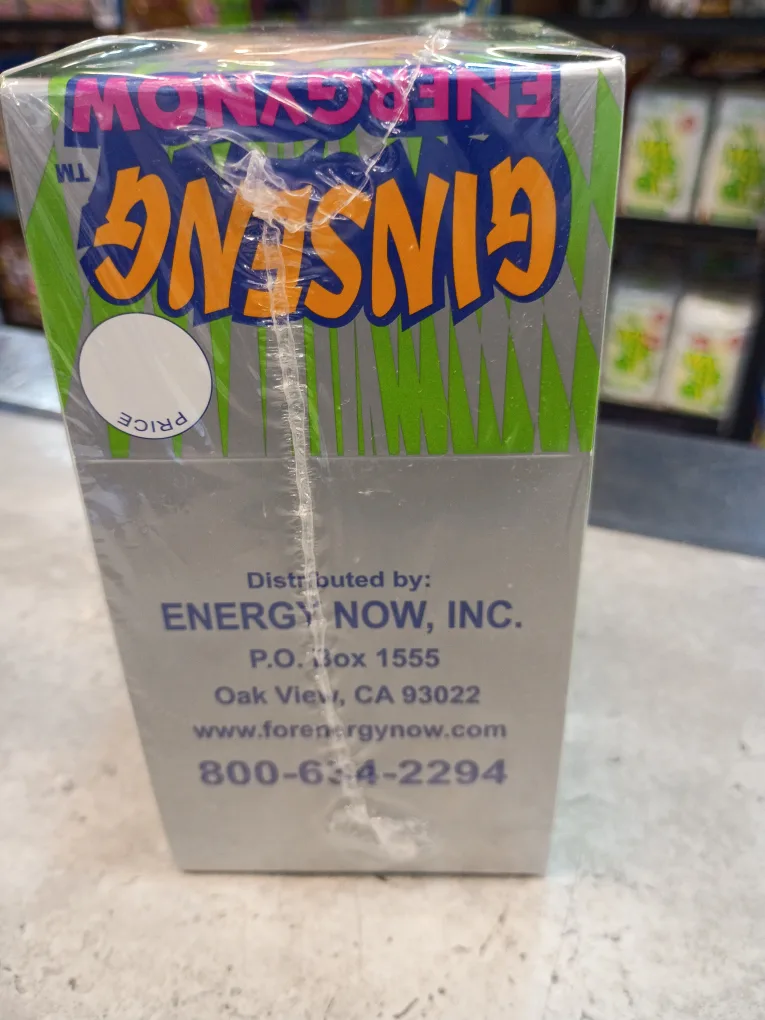 ENERGYNOW
GINSENG
TM
PRICE
Distributed by:
ENERGY NOW, INC.
P.O. Box 1555
Oak View, CA 93022
www.forenergynow.com
800-634-2294